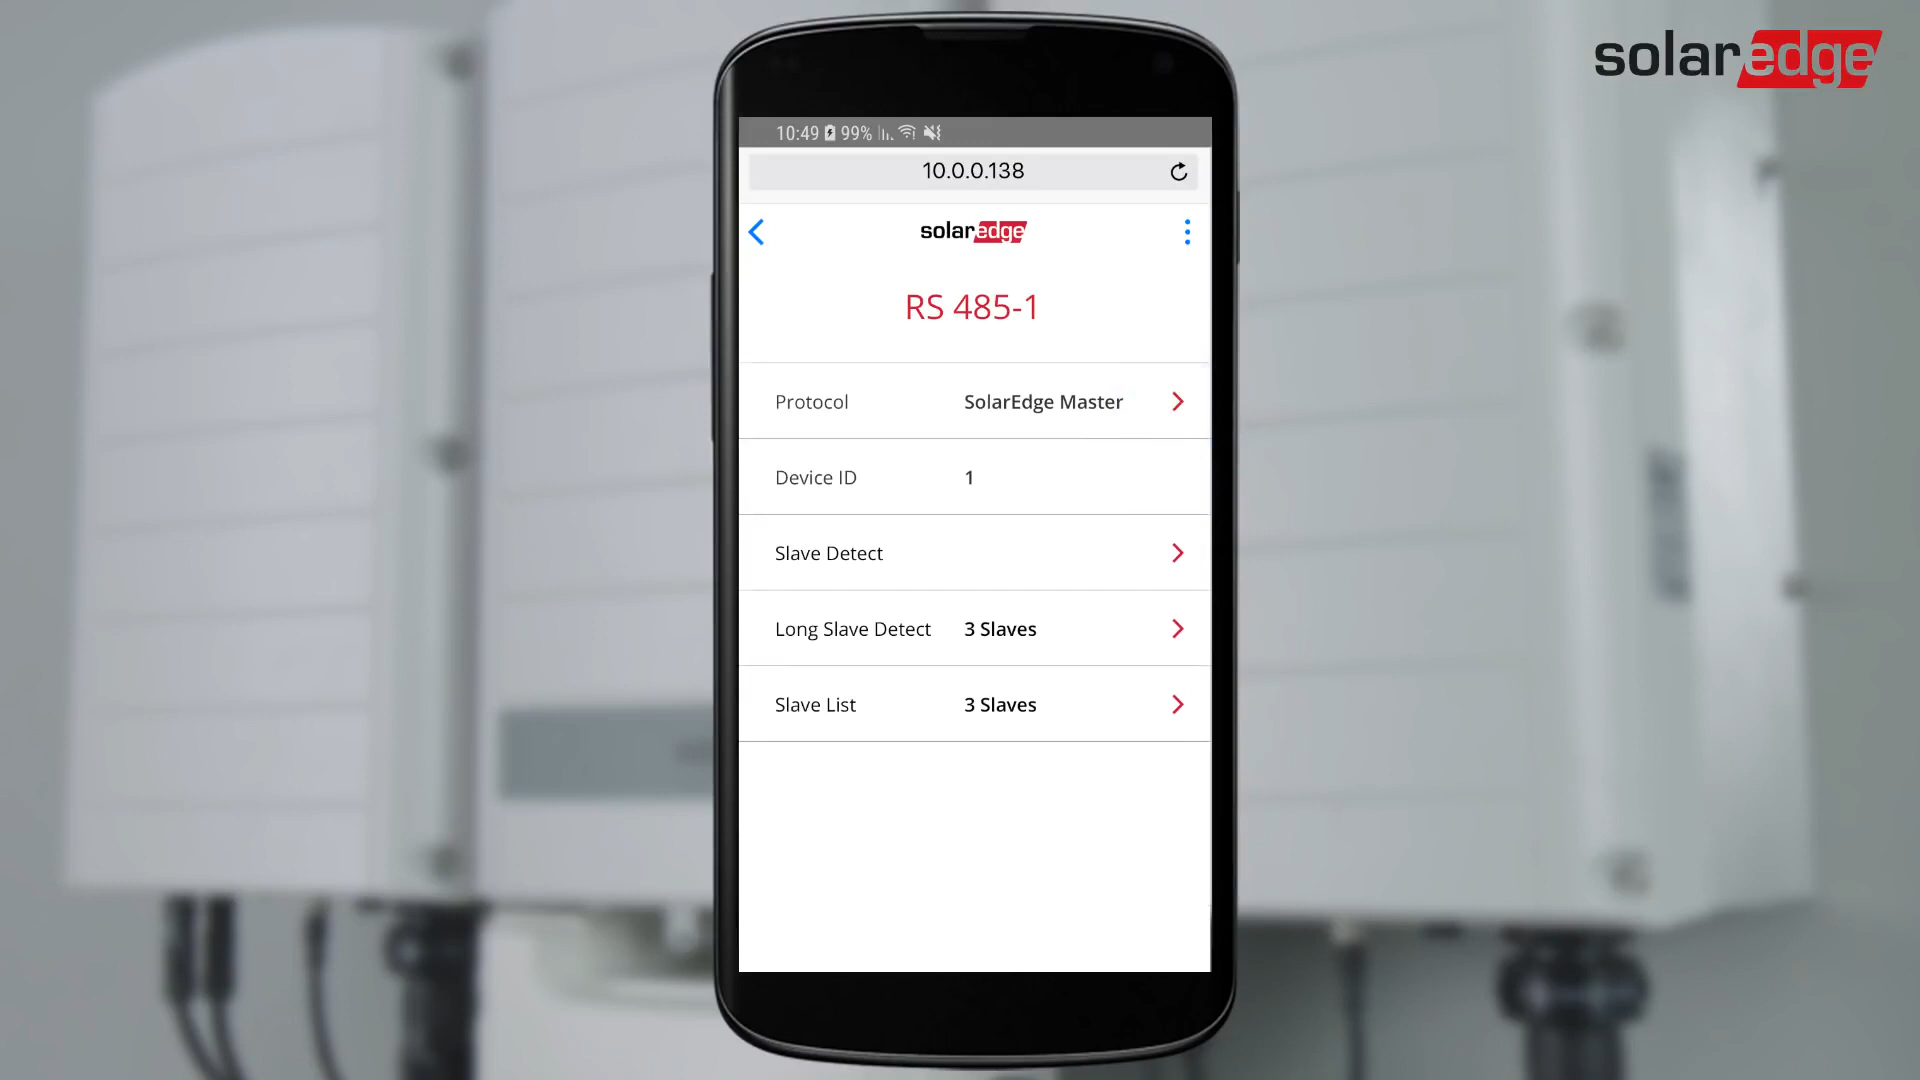 solaredge
10:49 99%
10.0.0.138
solaredge
RS 485-1
Protocol SolarEdge Master
Device ID 1
Slave Detect
Long Slave Detect 3 Slaves
Slave List 3 Slaves